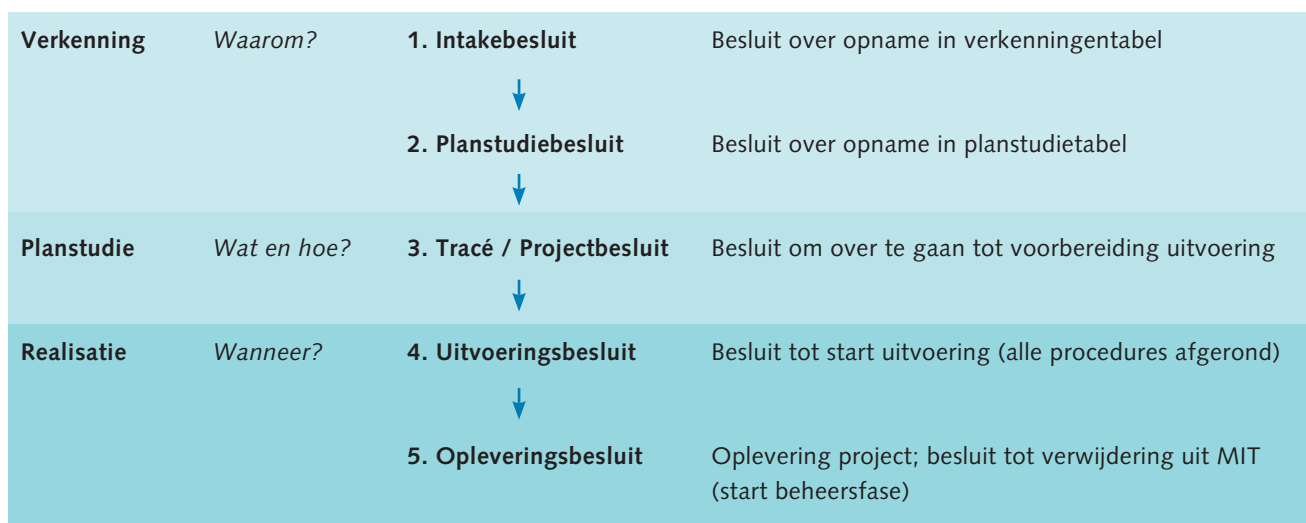 Verkenning Waarom? 1. Intakebesluit Besluit over opname in verkenningentabel
2. Planstudiebesluit Besluit over opname in planstudietabel
Planstudie Wat en hoe? 3. Tracé / Projectbesluit Besluit om over te gaan tot voorbereiding uitvoering
Realisatie Wanneer? 4. Uitvoeringsbesluit Besluit tot start uitvoering (alle procedures afgerond)
5. Opleveringsbesluit Oplevering project; besluit tot verwijdering uit MIT
(start beheersfase)